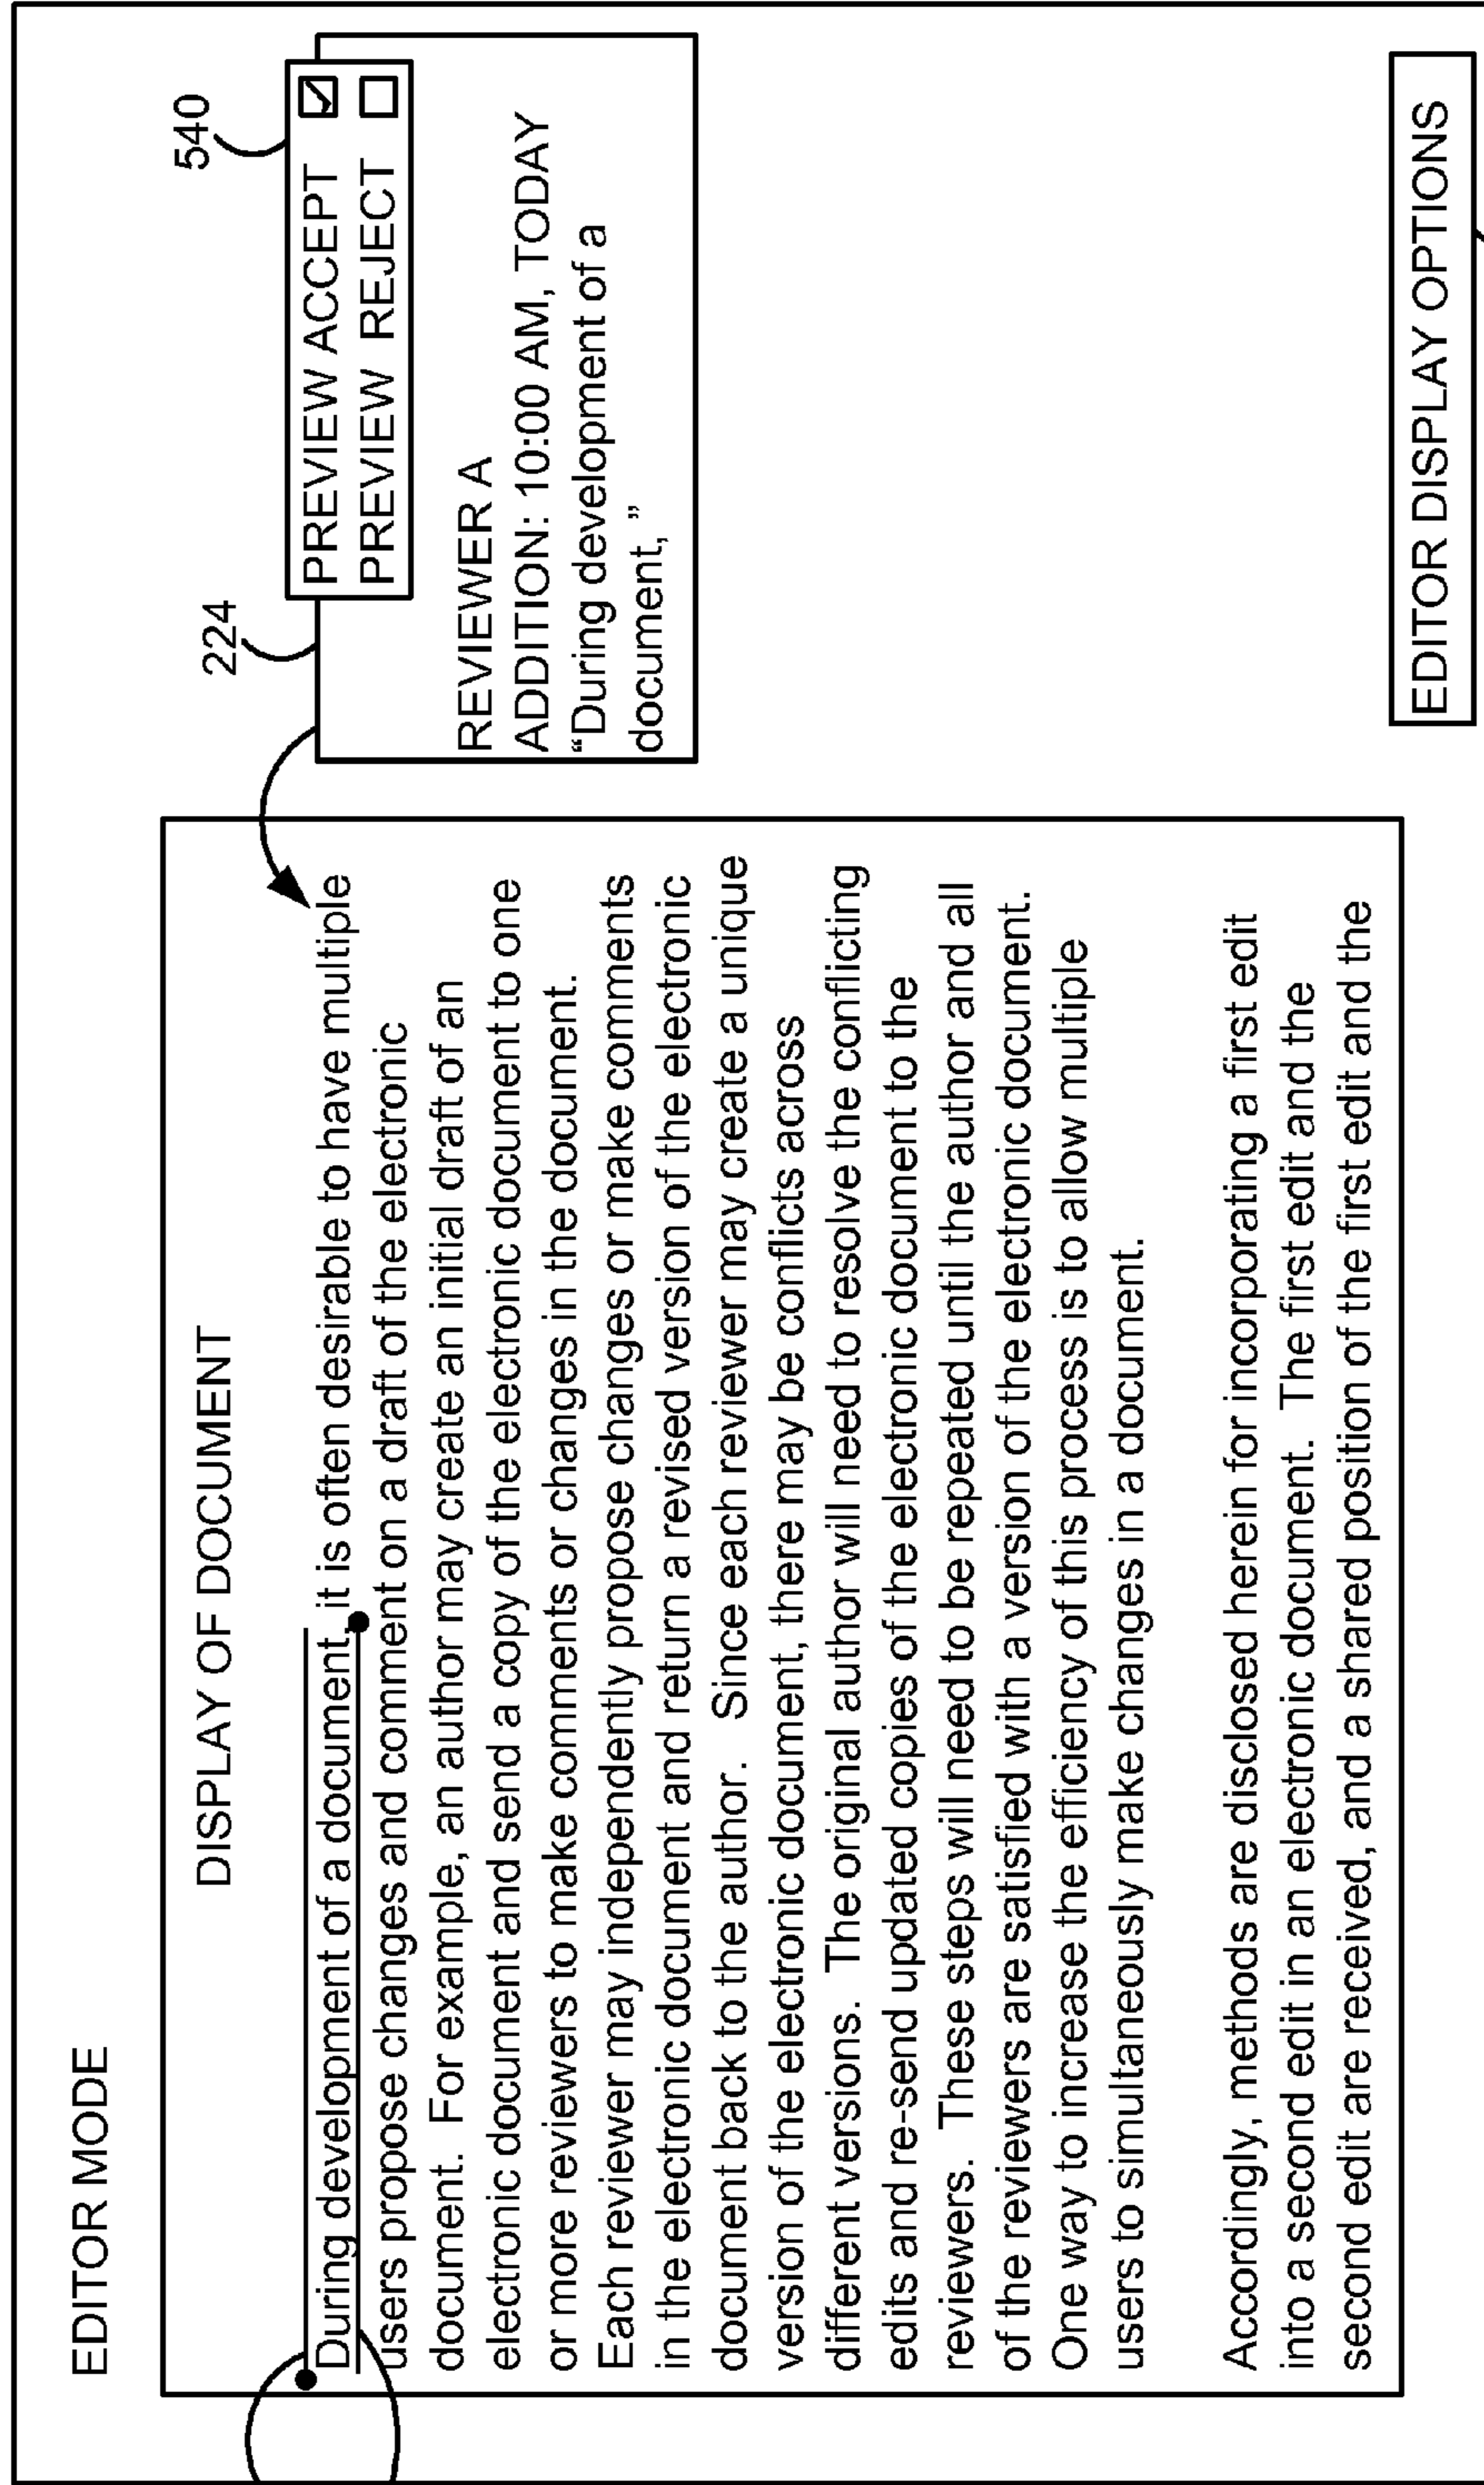 EDITOR MODE
DISPLAY OF DOCUMENT
During development of a document, it is often desirable to have multiple
users propose changes and comment on a draft of the electronic
document.  For example, an author may create an initial draft of an
electronic document and send a copy of the electronic document to one
or more reviewers to make comments or changes in the document.
Each reviewer may independently propose changes or make comments
in the electronic document and return a revised version of the electronic
document back to the author.  Since each reviewer may create a unique
version of the electronic document, there may be conflicts across
different versions.  The original author will need to resolve the conflicting
edits and re-send updated copies of the electronic document to the
reviewers.  These steps will need to be repeated until the author and all
of the reviewers are satisfied with a version of the electronic document.
One way to increase the efficiency of this process is to allow multiple
users to simultaneously make changes in a document.
Accordingly, methods are disclosed herein for incorporating a first edit
into a second edit in an electronic document.  The first edit and the
second edit are received, and a shared position of the first edit and the
224
540
PREVIEW ACCEPT
PREVIEW REJECT
REVIEWER A
ADDITION: 10:00 AM, TODAY
“During development of a
document, ”
EDITOR DISPLAY OPTIONS